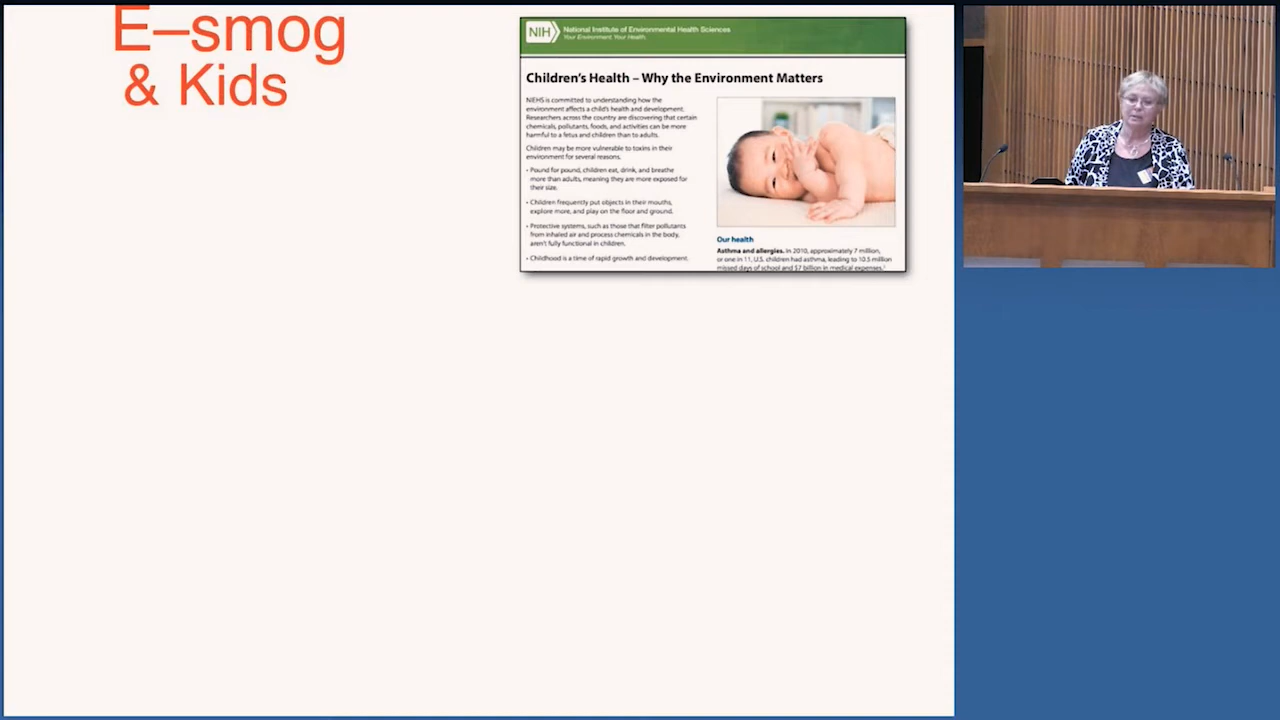 E–smog
& Kids
NIH
National Institute of Environmental Health Sciences
Your Environment. Your Health.
Children's Health – Why the Environment Matters
NIEHS is committed to understanding how the
environment affects a child's health and development.
Researchers across the country are discovering that certain
chemicals, pollutants, foods, and activities can be more
harmful to a fetus and children than to adults.
Children may be more vulnerable to toxins in their
environment for several reasons.
• Pound for pound, children eat, drink, and breathe
more than adults, meaning they are more exposed for
their size.
• Children frequently put objects in their mouths,
explore more, and play on the floor and ground.
• Protective systems, such as those that filter pollutants
from inhaled air and process chemicals in the body,
aren't fully functional in children.
• Childhood is a time of rapid growth and development.
Our health
Asthma and allergies. In 2010, approximately 7 million,
or one in 11, U.S. children had asthma, leading to 10.5 million
missed days of school and $7 billion in medical expenses.¹